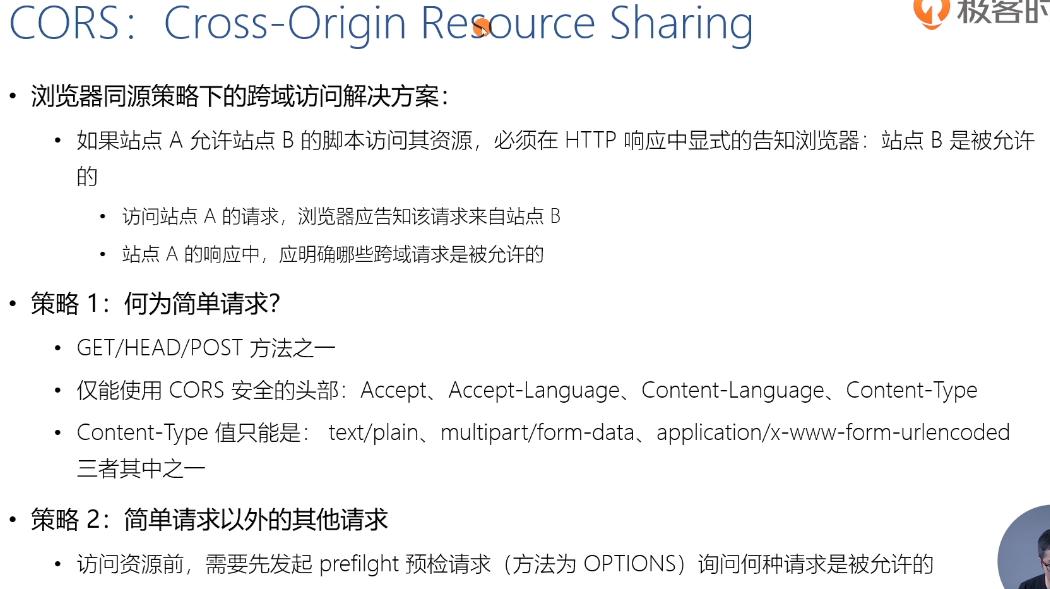 CORS：Cross-Origin Resource Sharing
极客时
• 浏览器同源策略下的跨域访问解决方案：
• 如果站点 A 允许站点 B 的脚本访问其资源，必须在 HTTP 响应中显式的告知浏览器：站点 B 是被允许
的
• 访问站点 A 的请求，浏览器应告知该请求来自站点 B
• 站点 A 的响应中，应明确哪些跨域请求是被允许的
• 策略 1：何为简单请求？
• GET/HEAD/POST 方法之一
• 仅能使用 CORS 安全的头部：Accept、Accept-Language、Content-Language、Content-Type
• Content-Type 值只能是： text/plain、multipart/form-data、application/x-www-form-urlencoded
三者其中之一
• 策略 2：简单请求以外的其他请求
• 访问资源前，需要先发起 prefilght 预检请求（方法为 OPTIONS）询问何种请求是被允许的